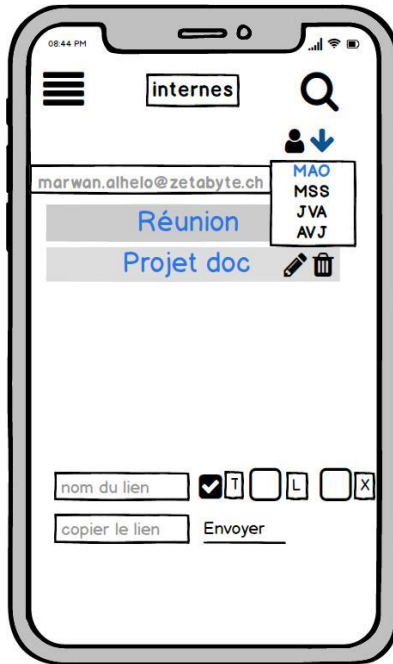 08:44 PM
internes
marwan.alhelo@zetabyte.ch
MAO
MSS
JVA
AVJ
Réunion
Projet doc
nom du lien
T
L
X
copier le lien
Envoyer